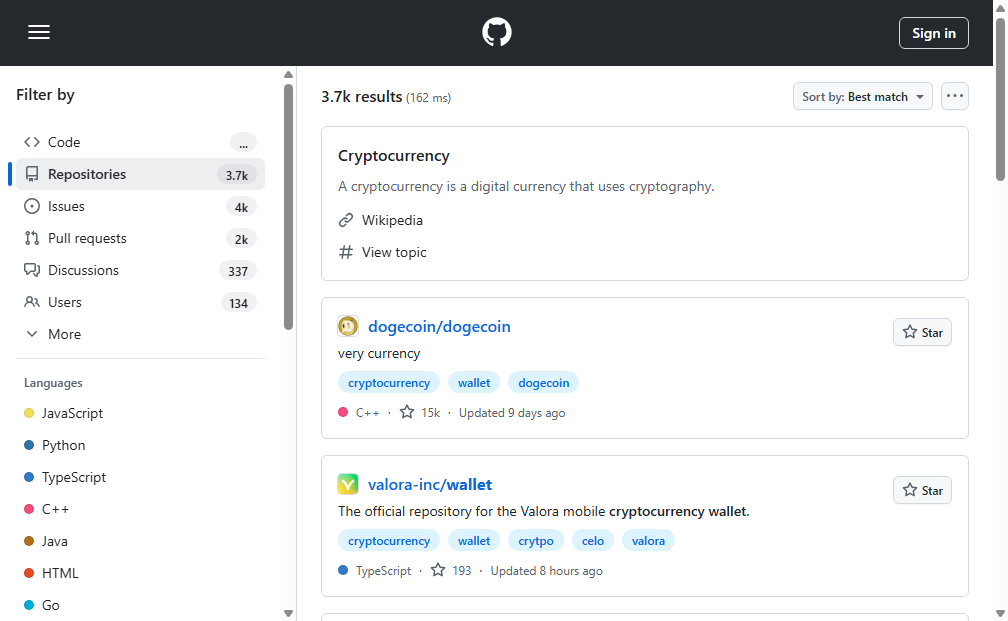 Sign in
Filter by
Code ...
Repositories 3.7k
Issues 4k
Pull requests 2k
Discussions 337
Users 134
More
Languages
JavaScript
Python
TypeScript
C++
Java
HTML
Go
3.7k results (162 ms)
Sort by: Best match
Cryptocurrency
A cryptocurrency is a digital currency that uses cryptography.
Wikipedia
View topic
dogecoin/dogecoin
Star
very currency
cryptocurrency wallet dogecoin
C++ · 15k · Updated 9 days ago
valora-inc/wallet
Star
The official repository for the Valora mobile cryptocurrency wallet.
cryptocurrency wallet crytpo celo valora
TypeScript · 193 · Updated 8 hours ago